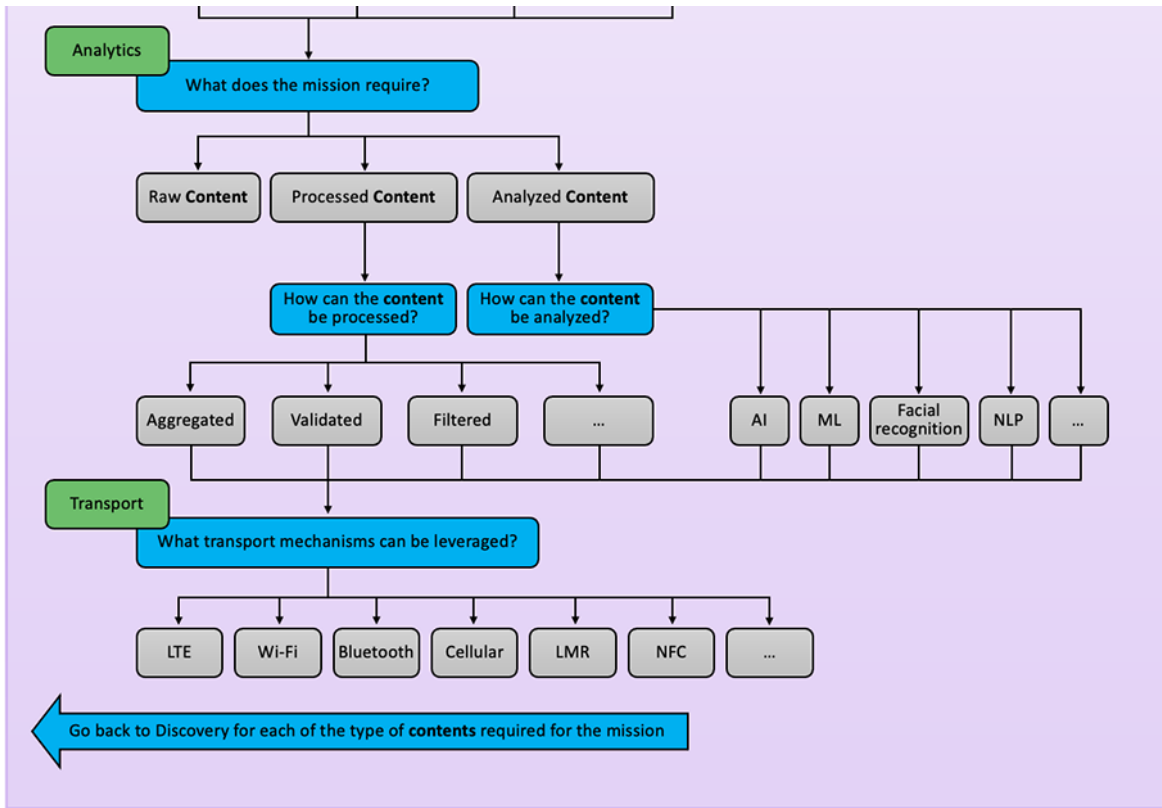 Analytics
What does the mission require?
Raw Content
Processed Content
Analyzed Content
How can the content
be processed?
How can the content
be analyzed?
Aggregated
Validated
Filtered
...
AI
ML
Facial
recognition
NLP
...
Transport
What transport mechanisms can be leveraged?
LTE
Wi-Fi
Bluetooth
Cellular
LMR
NFC
...
Go back to Discovery for each of the type of contents required for the mission